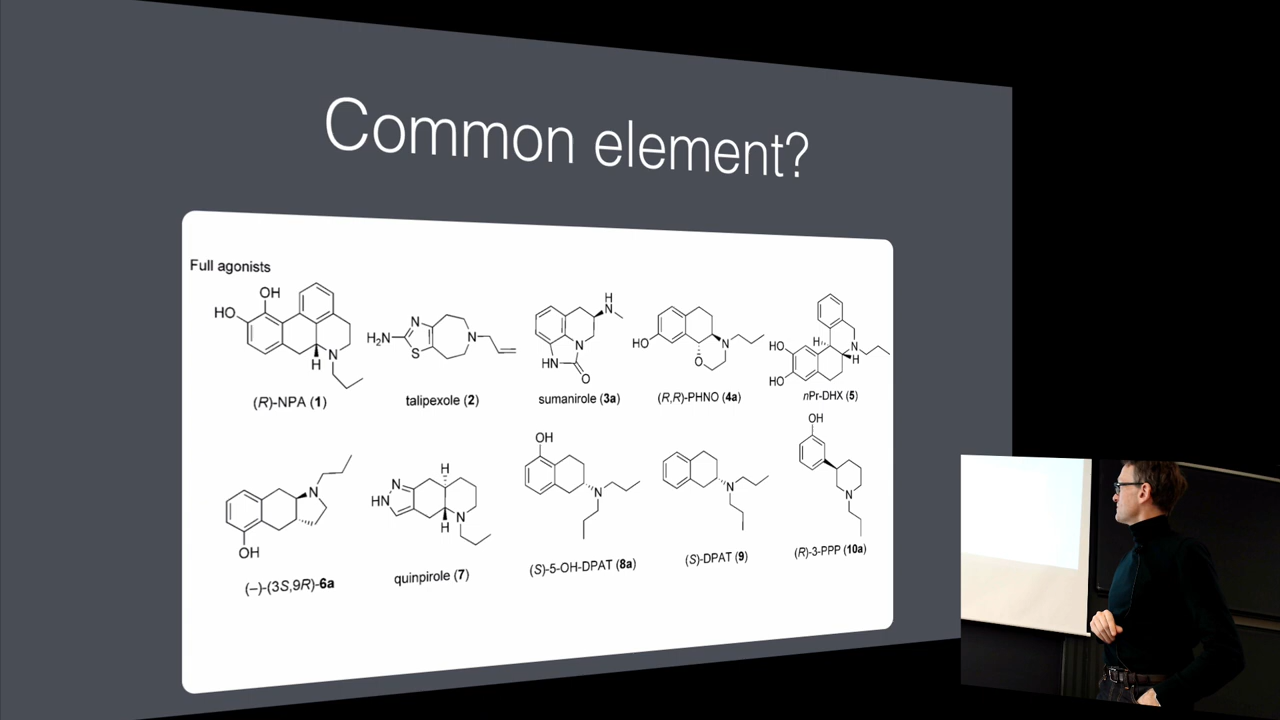 Common element?
Full agonists
OH
HO
H
N
(R)-NPA (1)
H₂N
N
S
N
talipexole (2)
H
N
N
HN
O
sumanirole (3a)
HO
N
O
(R,R)-PHNO (4a)
HO
HO
H
H
N
nPr-DHX (5)
N
OH
(–)-(3S,9R)-6a
H
N
HN
H
N
quinpirole (7)
OH
N
(S)-5-OH-DPAT (8a)
N
(S)-DPAT (9)
OH
N
(R)-3-PPP (10a)